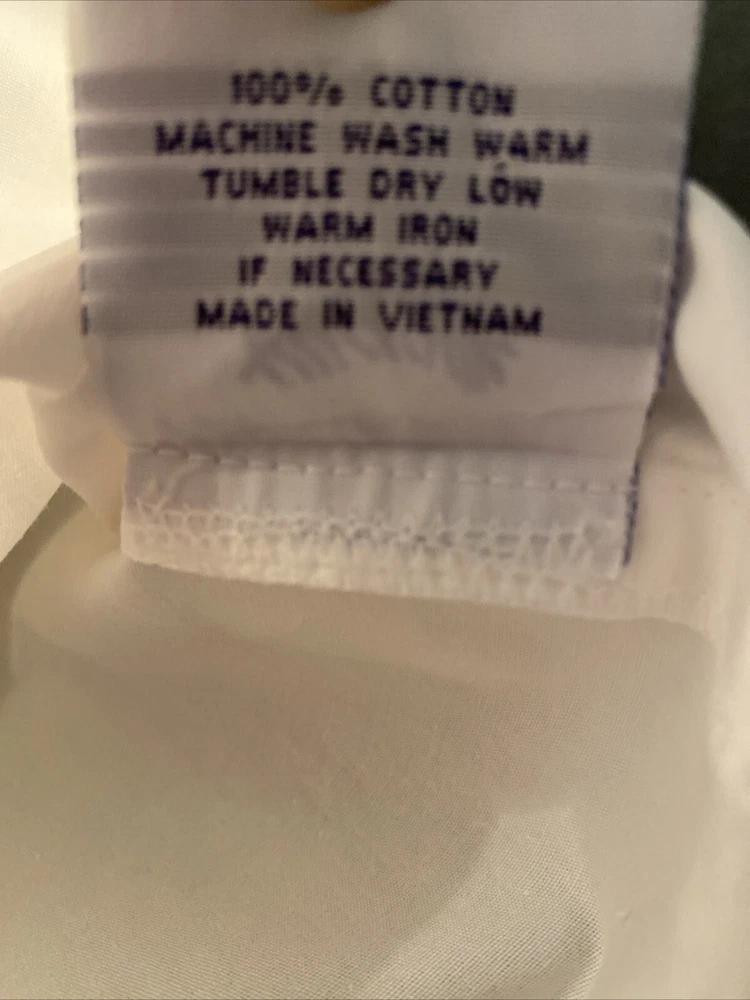 100% COTTON
MACHINE WASH WARM
TUMBLE DRY LOW
WARM IRON
IF NECESSARY
MADE IN VIETNAM